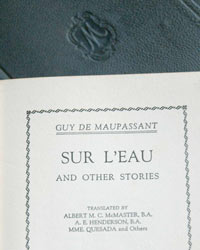 GUY DE MAUPASSANT
SUR L'EAU
AND OTHER STORIES
TRANSLATED BY
ALBERT M. C. McMASTER, B.A.
A. E. HENDERSON, B.A.
MME. QUESADA and Others